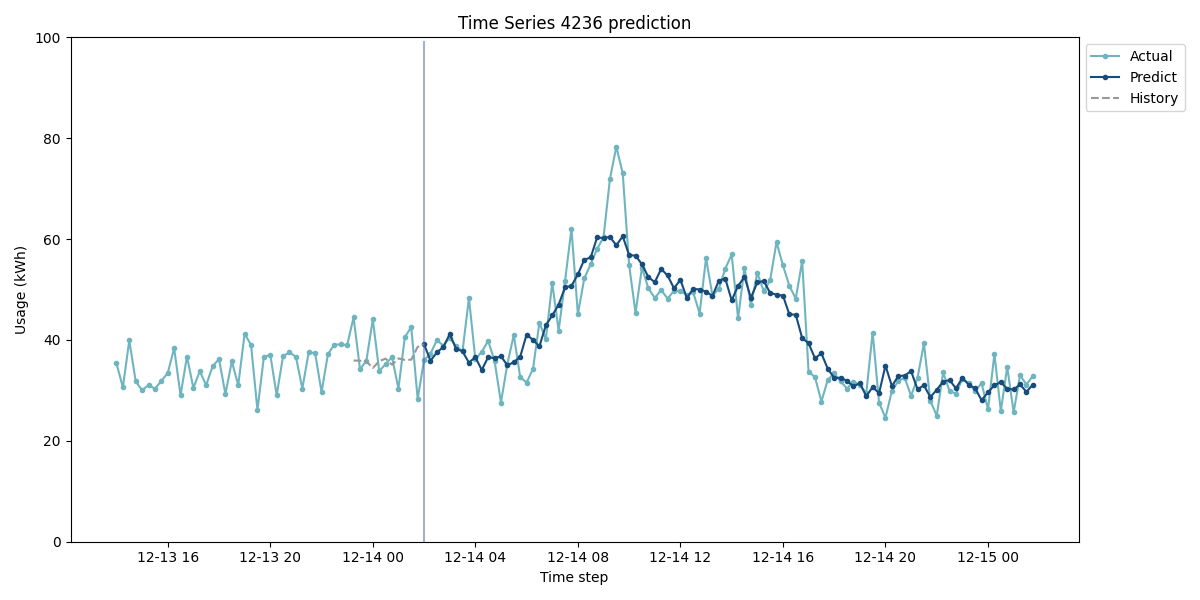 Time Series 4236 prediction
100
80
60
40
20
0
Usage (kWh)
12-13 16
12-13 20
12-14 00
12-14 04
12-14 08
12-14 12
12-14 16
12-14 20
12-15 00
Time step
Actual
Predict
History